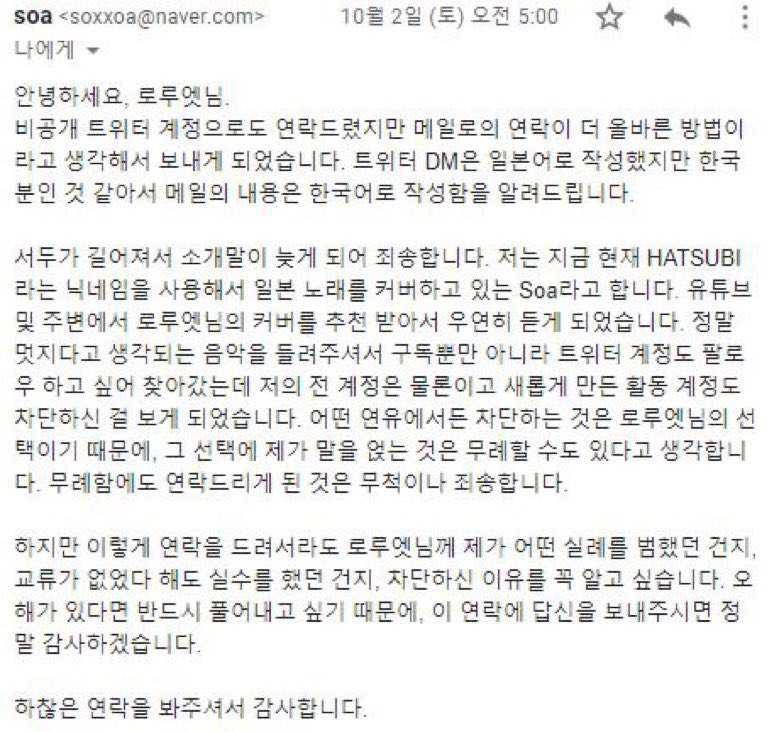 soa <soxxoa@naver.com> 10월 2일 (토) 오전 5:00
나에게
안녕하세요, 로루엣님.
비공개 트위터 계정으로도 연락드렸지만 메일로의 연락이 더 올바른 방법이
라고 생각해서 보내게 되었습니다. 트위터 DM은 일본어로 작성했지만 한국
분인 것 같아서 메일의 내용은 한국어로 작성함을 알려드립니다.
서두가 길어져서 소개말이 늦게 되어 죄송합니다. 저는 지금 현재 HATSUBI
라는 닉네임을 사용해서 일본 노래를 커버하고 있는 Soa라고 합니다. 유튜브
및 주변에서 로루엣님의 커버를 추천 받아서 우연히 듣게 되었습니다. 정말
멋지다고 생각되는 음악을 들려주셔서 구독뿐만 아니라 트위터 계정도 팔로
우 하고 싶어 찾아갔는데 저의 전 계정은 물론이고 새롭게 만든 활동 계정도
차단하신 걸 보게 되었습니다. 어떤 연유에서든 차단하는 것은 로루엣님의 선
택이기 때문에, 그 선택에 제가 말을 얹는 것은 무례할 수도 있다고 생각합니
다. 무례함에도 연락드리게 된 것은 무척이나 죄송합니다.
하지만 이렇게 연락을 드려서라도 로루엣님께 제가 어떤 실례를 범했던 건지,
교류가 없었다 해도 실수를 했던 건지, 차단하신 이유를 꼭 알고 싶습니다. 오
해가 있다면 반드시 풀어내고 싶기 때문에, 이 연락에 답신을 보내주시면 정
말 감사하겠습니다.
하찮은 연락을 봐주셔서 감사합니다.